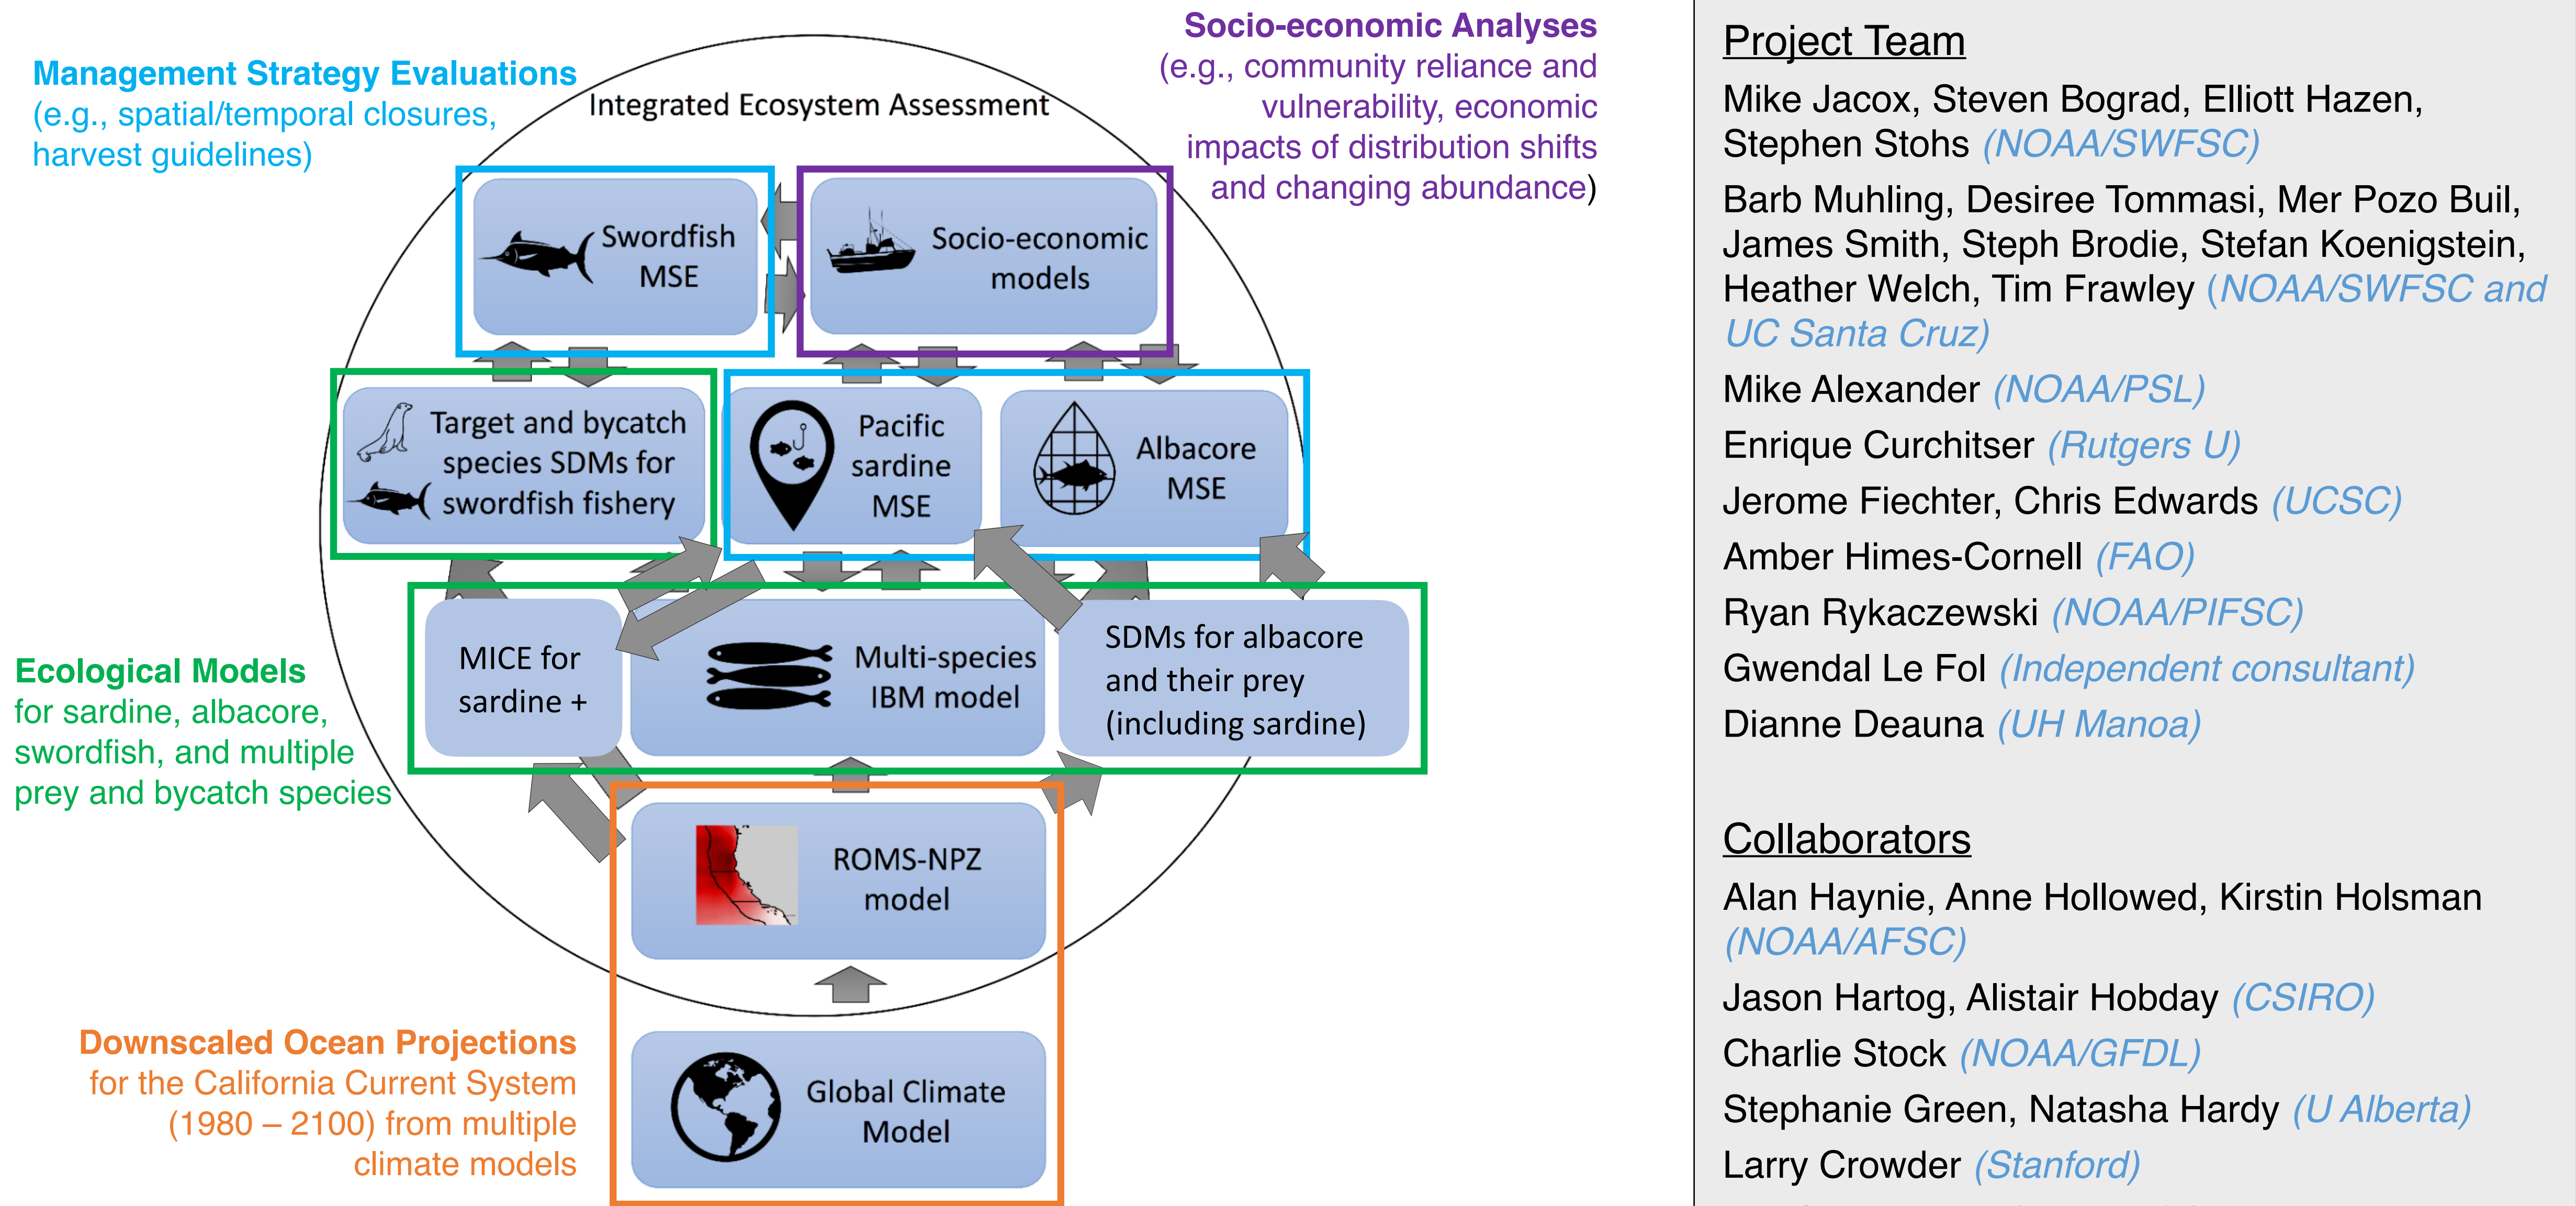 Management Strategy Evaluations
(e.g., spatial/temporal closures,
harvest guidelines)
Socio-economic Analyses
(e.g., community reliance and
vulnerability, economic
impacts of distribution shifts
and changing abundance)
Integrated Ecosystem Assessment
Swordfish
MSE
Socio-economic
models
Target and bycatch
species SDMs for
swordfish fishery
Pacific
sardine
MSE
Albacore
MSE
MICE for
sardine +
Multi-species
IBM model
SDMs for albacore
and their prey
(including sardine)
Ecological Models
for sardine, albacore,
swordfish, and multiple
prey and bycatch species
ROMS-NPZ
model
Downscaled Ocean Projections
for the California Current System
(1980 – 2100) from multiple
climate models
Global Climate
Model
Project Team
Mike Jacox, Steven Bograd, Elliott Hazen,
Stephen Stohs (NOAA/SWFSC)
Barb Muhling, Desiree Tommasi, Mer Pozo Buil,
James Smith, Steph Brodie, Stefan Koenigstein,
Heather Welch, Tim Frawley (NOAA/SWFSC and
UC Santa Cruz)
Mike Alexander (NOAA/PSL)
Enrique Curchitser (Rutgers U)
Jerome Fiechter, Chris Edwards (UCSC)
Amber Himes-Cornell (FAO)
Ryan Rykaczewski (NOAA/PIFSC)
Gwendal Le Fol (Independent consultant)
Dianne Deauna (UH Manoa)
Collaborators
Alan Haynie, Anne Hollowed, Kirstin Holsman
(NOAA/AFSC)
Jason Hartog, Alistair Hobday (CSIRO)
Charlie Stock (NOAA/GFDL)
Stephanie Green, Natasha Hardy (U Alberta)
Larry Crowder (Stanford)